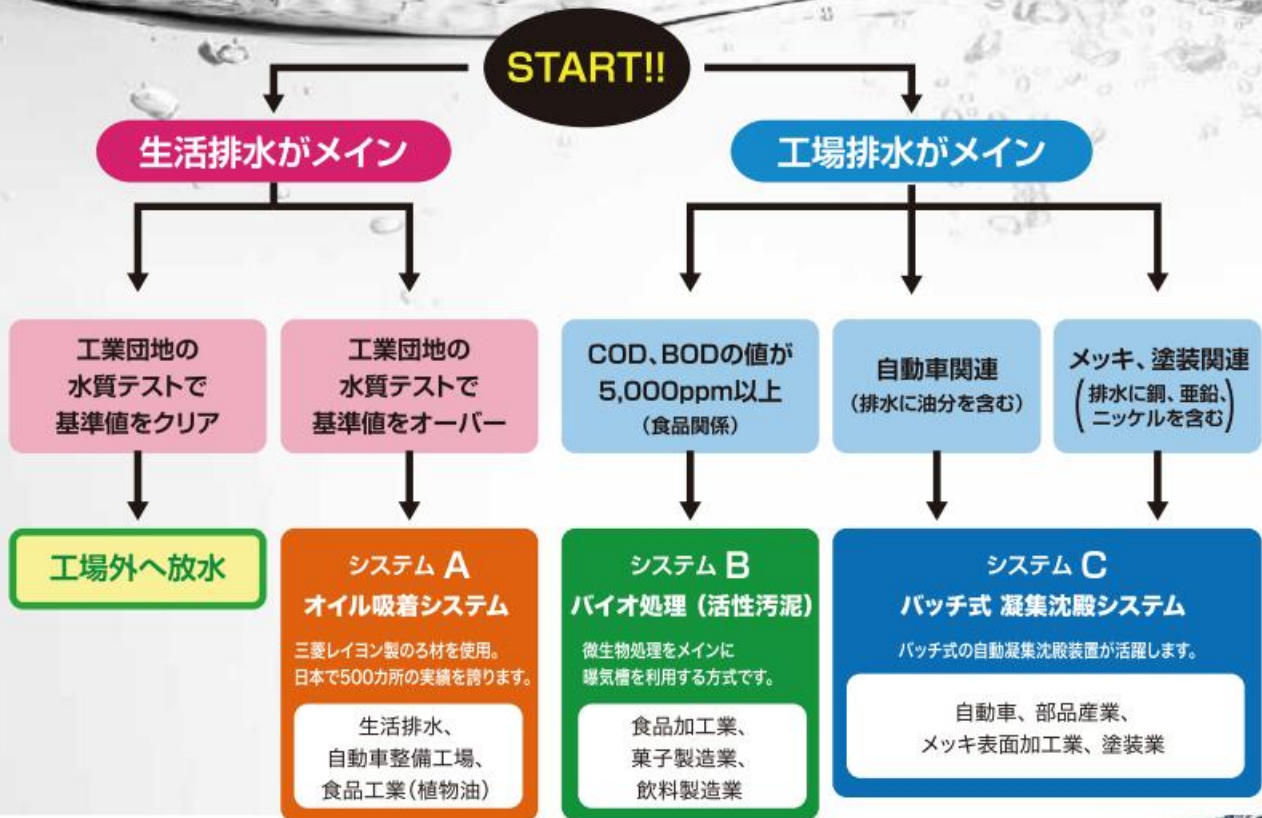 START!!
生活排水がメイン
工場排水がメイン
工業団地の
水質テストで
基準値をクリア
工業団地の
水質テストで
基準値をオーバー
COD、BODの値が
5,000ppm以上
(食品関係)
自動車関連
(排水に油分を含む)
メッキ、塗装関連
(排水に銅、亜鉛、
ニッケルを含む)
工場外へ放水
システム A
オイル吸着システム
三菱レイヨン製のろ材を使用。
日本で500カ所の実績を誇ります。
生活排水、
自動車整備工場、
食品工業(植物油)
システム B
バイオ処理（活性汚泥）
微生物処理をメインに
曝気槽を利用する方式です。
食品加工業、
菓子製造業、
飲料製造業
システム C
バッチ式 凝集沈殿システム
バッチ式の自動凝集沈殿装置が活躍します。
自動車、部品産業、
メッキ表面加工業、塗装業